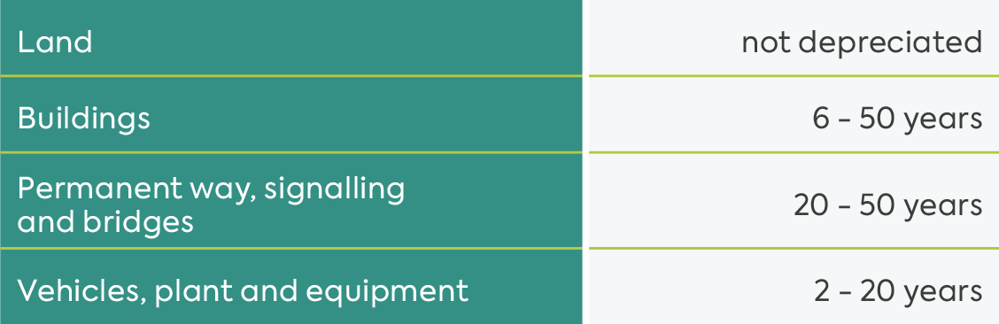 Land
not depreciated
Buildings
6 - 50 years
Permanent way, signalling
and bridges
20 - 50 years
Vehicles, plant and equipment
2 - 20 years